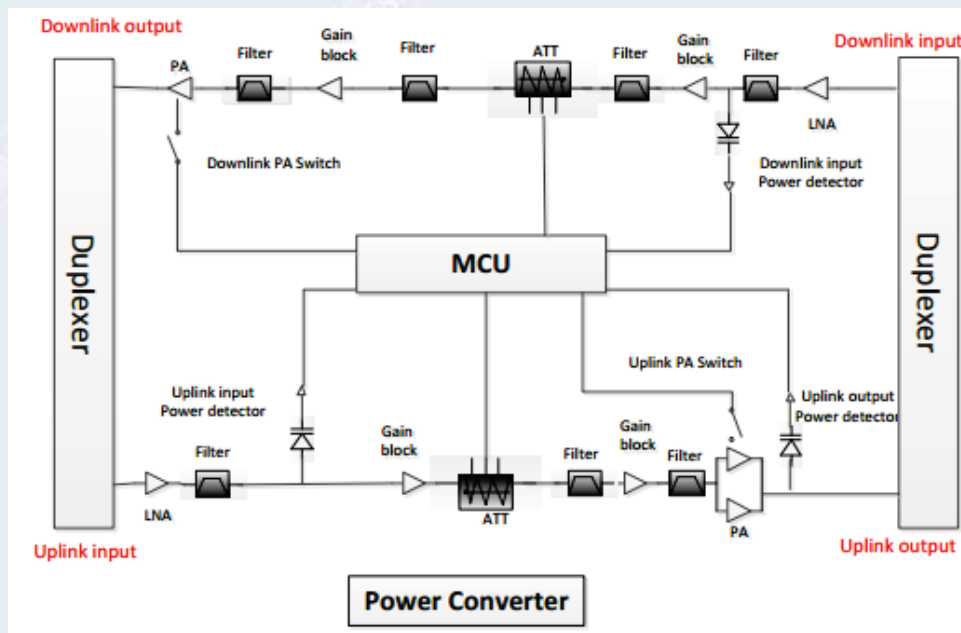 Downlink output
Gain
block
Filter
Filter
PA
ATT
Filter
Gain
block
Filter
Downlink input
LNA
Downlink PA Switch
Downlink input
Power detector
Duplexer
MCU
Duplexer
Uplink PA Switch
Uplink input
Power detector
Uplink output
Power detector
Gain
block
Filter
Filter
Gain
block
Filter
LNA
ATT
PA
Uplink input
Uplink output
Power Converter